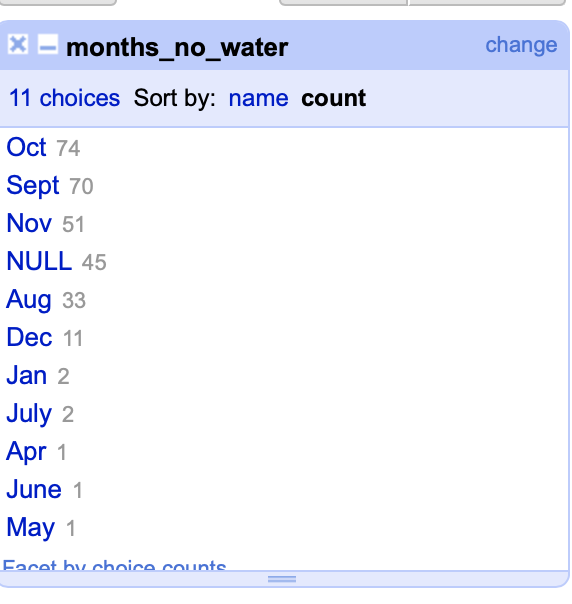 months_no_water change
11 choices Sort by: name count
Oct 74
Sept 70
Nov 51
NULL 45
Aug 33
Dec 11
Jan 2
July 2
Apr 1
June 1
May 1
Facet by choice counts